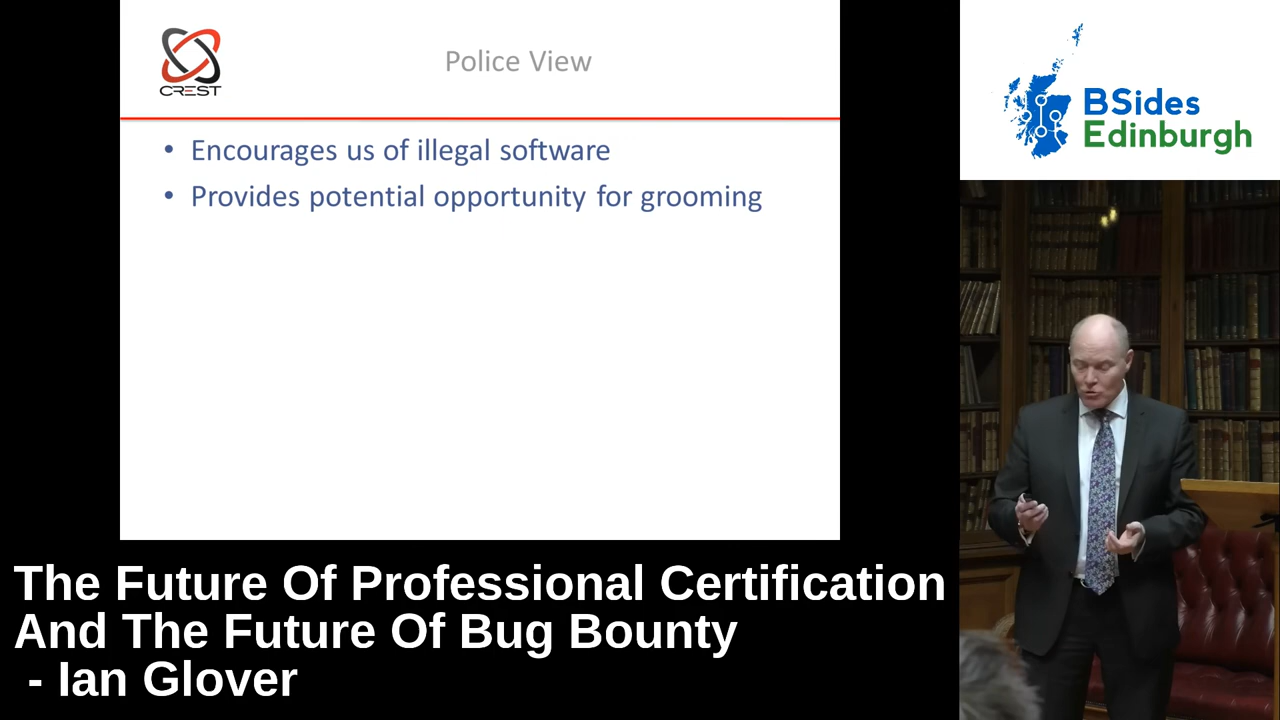 CREST
Police View
• Encourages us of illegal software
• Provides potential opportunity for grooming
BSides
Edinburgh
The Future Of Professional Certification
And The Future Of Bug Bounty
- Ian Glover